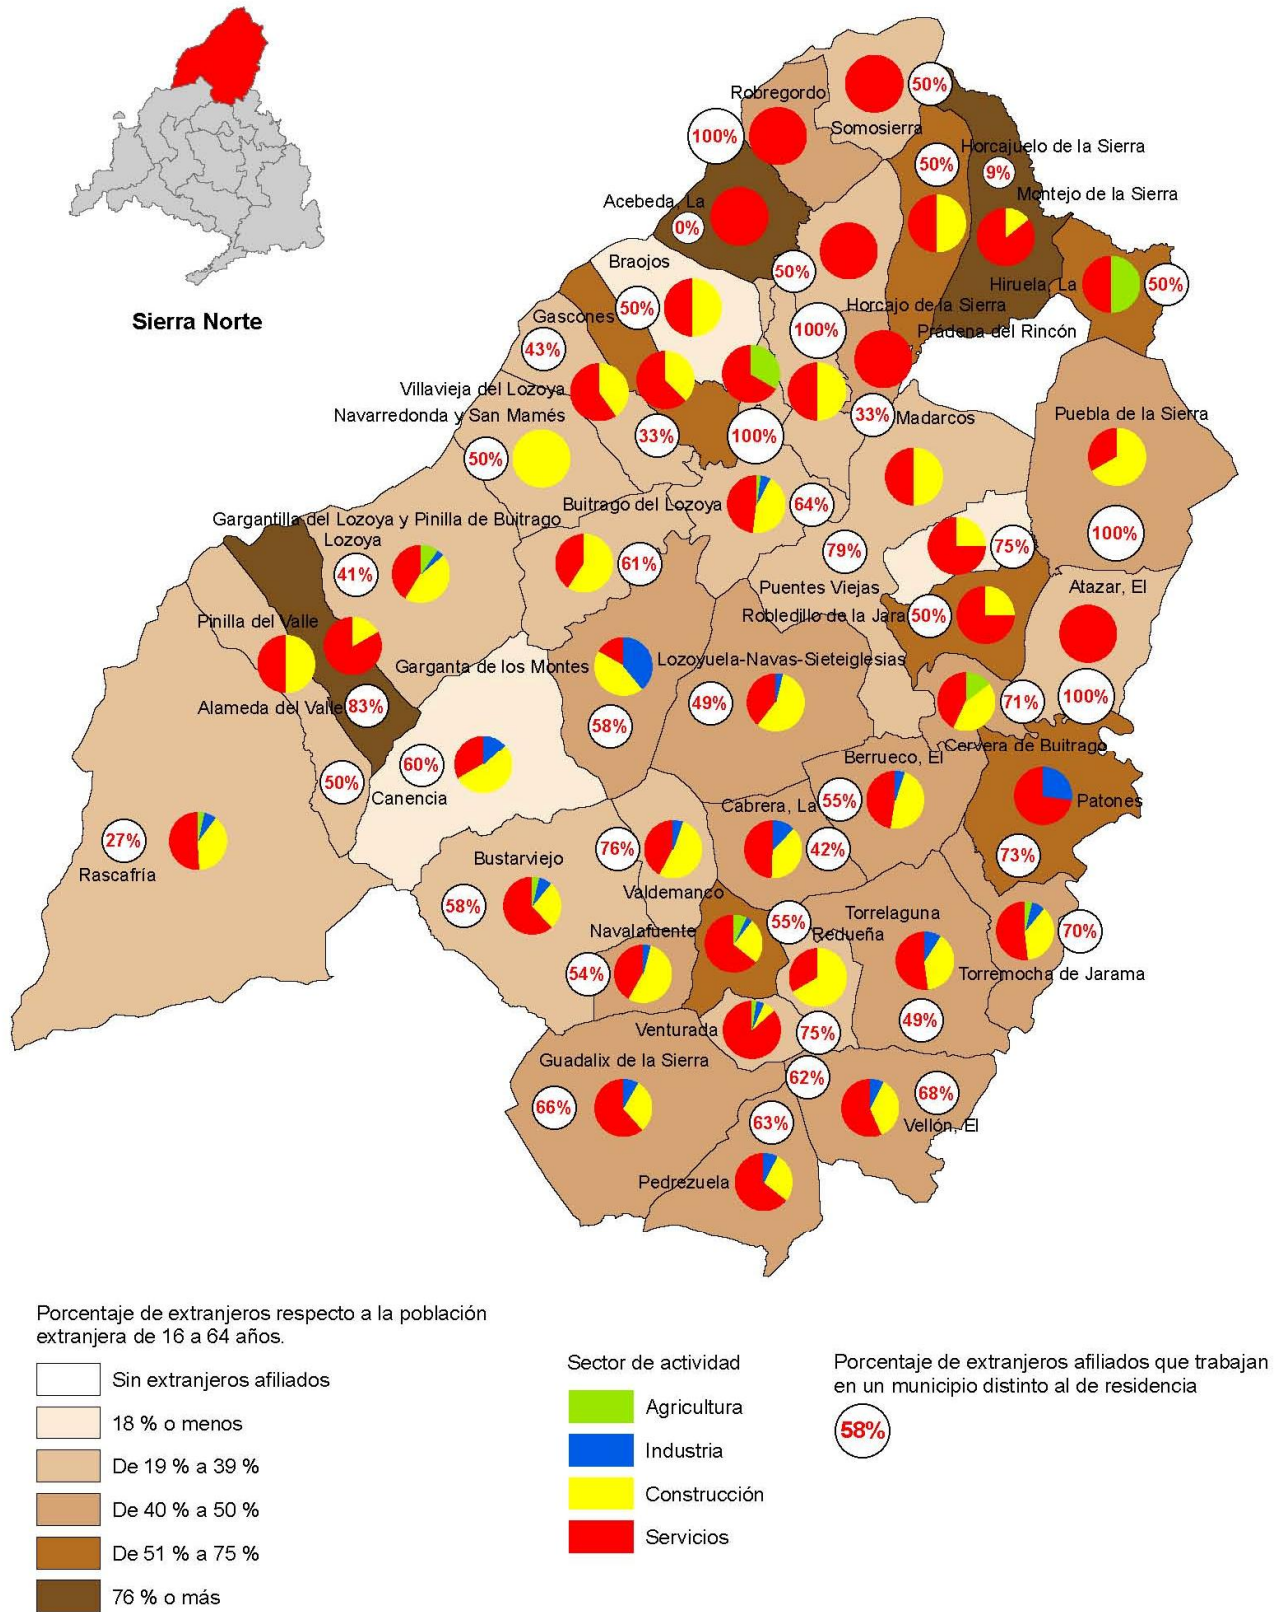 Sierra Norte
Robregordo
50%
Somosierra
100%
Horcajuelo de la Sierra
50%
9%
Montejo de la Sierra
Acebeda, La
0%
Braojos
50%
Hiruela, La
50%
Horcajo de la Sierra
50%
Gascones
100%
Prádena del Rincón
43%
Villavieja del Lozoya
Navarredonda y San Mamés
33%
100%
33%
Madarcos
Puebla de la Sierra
50%
Buitrago del Lozoya
64%
Gargantilla del Lozoya y Pinilla de Buitrago
Lozoya
41%
61%
79%
75%
100%
Puentes Viejas
Atazar, El
Robledillo de la Jara
50%
Pinilla del Valle
Garganta de los Montes
Lozoyuela-Navas-Sieteiglesias
Alameda del Valle
83%
58%
49%
71%
100%
Cervera de Buitrago
50%
60%
Canencia
Berrueco, El
55%
Cabrera, La
42%
Patones
73%
27%
Rascafría
76%
Valdemanco
Bustarviejo
58%
Navalafuente
54%
55%
Redueña
Torrelaguna
70%
Torremocha de Jarama
49%
Venturada
75%
Guadalix de la Sierra
62%
66%
63%
68%
Vellón, El
Pedrezuela
Porcentaje de extranjeros respecto a la población
extranjera de 16 a 64 años.
Sin extranjeros afiliados
18 % o menos
De 19 % a 39 %
De 40 % a 50 %
De 51 % a 75 %
76 % o más
Sector de actividad
Agricultura
Industria
Construcción
Servicios
Porcentaje de extranjeros afiliados que trabajan
en un municipio distinto al de residencia
58%